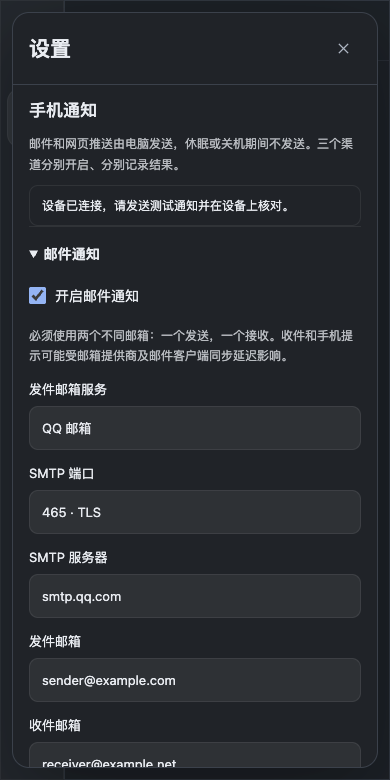 设置
手机通知
邮件和网页推送由电脑发送，休眠或关机期间不发送。三个渠
道分别开启、分别记录结果。
设备已连接，请发送测试通知并在设备上核对。
▼ 邮件通知
开启邮件通知
必须使用两个不同邮箱：一个发送，一个接收。收件和手机提
示可能受邮箱提供商及邮件客户端同步延迟影响。
发件邮箱服务
QQ 邮箱
SMTP 端口
465 · TLS
SMTP 服务器
smtp.qq.com
发件邮箱
sender@example.com
收件邮箱
receiver@example.net